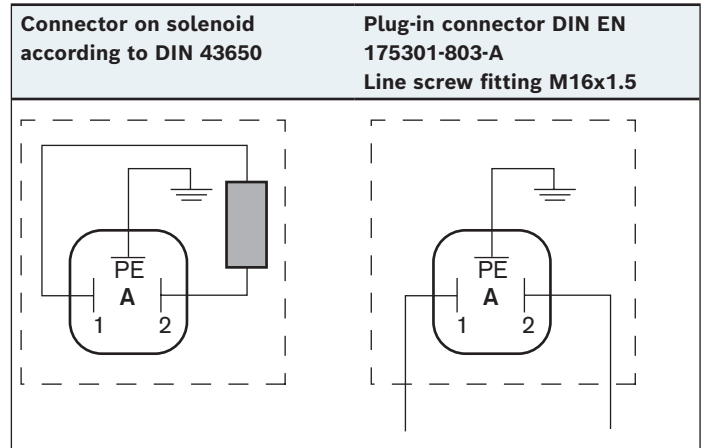 Connector on solenoid
according to DIN 43650
Plug-in connector DIN EN
175301-803-A
Line screw fitting M16x1.5
PE
A
1 2
PE
A
1 2